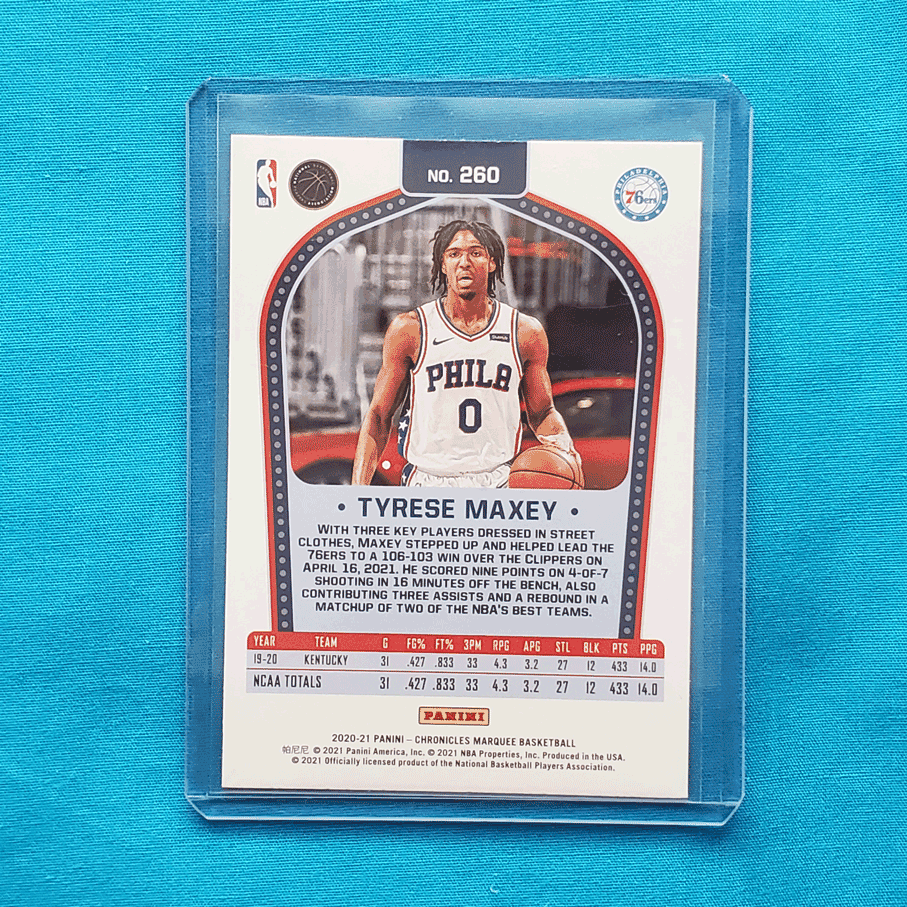 NO. 260
NBA
PHILADELPHIA
76ers
PHILA
0
• TYRESE MAXEY •
WITH THREE KEY PLAYERS DRESSED IN STREET
CLOTHES, MAXEY STEPPED UP AND HELPED LEAD THE
76ERS TO A 106-103 WIN OVER THE CLIPPERS ON
APRIL 16, 2021. HE SCORED NINE POINTS ON 4-OF-7
SHOOTING IN 16 MINUTES OFF THE BENCH, ALSO
CONTRIBUTING THREE ASSISTS AND A REBOUND IN A
MATCHUP OF TWO OF THE NBA'S BEST TEAMS.
YEAR TEAM G FG% FT% 3PM RPG APG STL BLK PTS PPG
19-20 KENTUCKY 31 .427 .833 33 4.3 3.2 27 12 433 14.0
NCAA TOTALS 31 .427 .833 33 4.3 3.2 27 12 433 14.0
PANINI
2020-21 PANINI – CHRONICLES MARQUEE BASKETBALL
帕尼尼 © 2021 Panini America, Inc. © 2021 NBA Properties, Inc. Produced in the USA.
© 2021 Officially licensed product of the National Basketball Players Association.